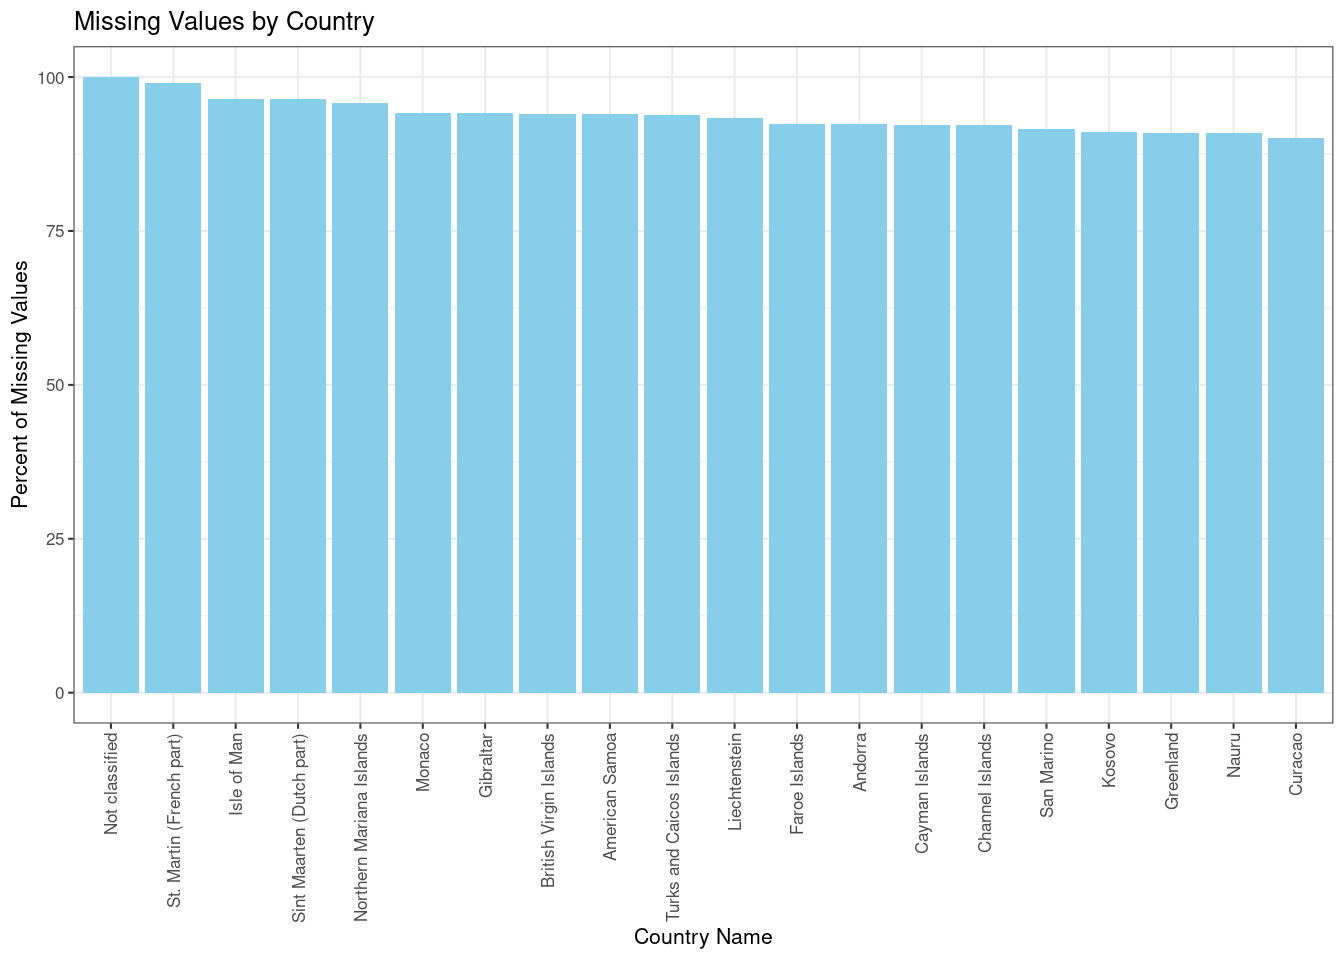 Missing Values by Country
Percent of Missing Values
100
75
50
25
0
Not classified
St. Martin (French part)
Isle of Man
Sint Maarten (Dutch part)
Northern Mariana Islands
Monaco
Gibraltar
British Virgin Islands
American Samoa
Turks and Caicos Islands
Liechtenstein
Faroe Islands
Andorra
Cayman Islands
Channel Islands
San Marino
Kosovo
Greenland
Nauru
Curacao
Country Name